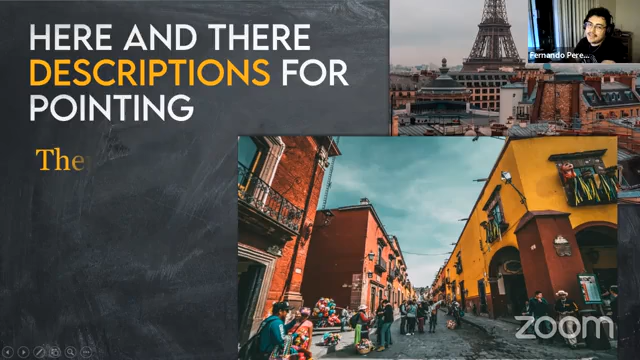 HERE AND THERE
DESCRIPTIONS FOR
POINTING
The
Fernando Pere...
zoom